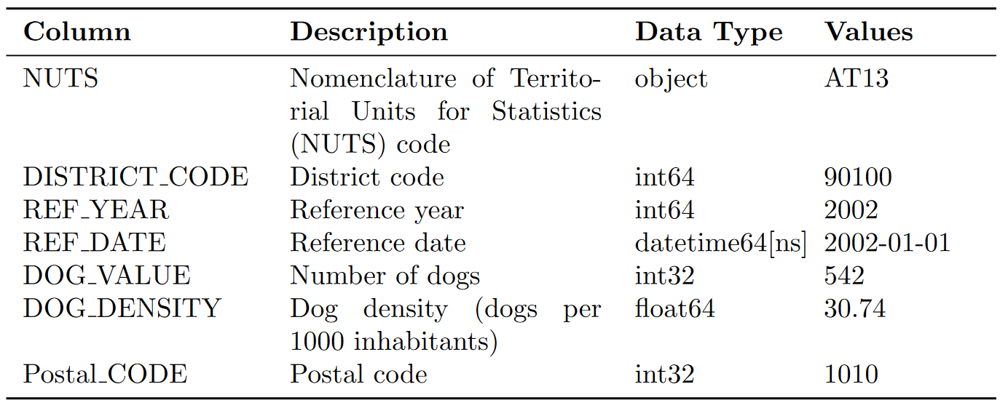 Column Description Data Type Values
NUTS Nomenclature of Territo- object AT13
rial Units for Statistics
(NUTS) code
DISTRICT_CODE District code int64 90100
REF_YEAR Reference year int64 2002
REF_DATE Reference date datetime64[ns] 2002-01-01
DOG_VALUE Number of dogs int32 542
DOG_DENSITY Dog density (dogs per float64 30.74
1000 inhabitants)
Postal_CODE Postal code int32 1010